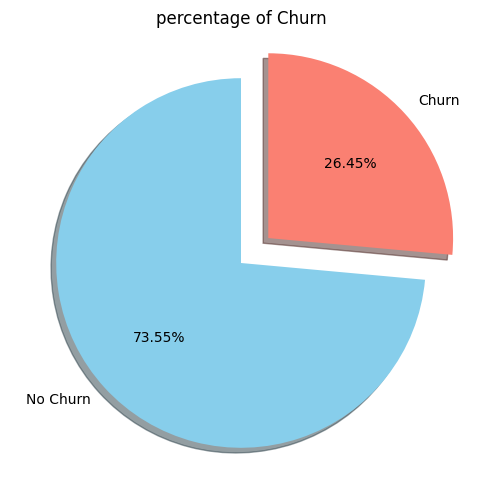 percentage of Churn
Churn
26.45%
73.55%
No Churn